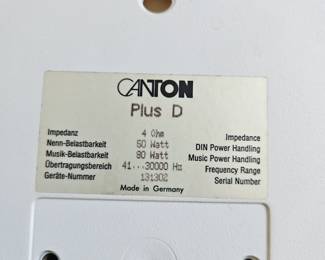 CANTON
Plus D
Impedanz 4 Ohm Impedance
Nenn-Belastbarkeit 50 Watt DIN Power Handling
Musik-Belastbarkeit 80 Watt Music Power Handling
Übertragungsbereich 41...30000 Hz Frequency Range
Geräte-Nummer 131302 Serial Number
Made in Germany